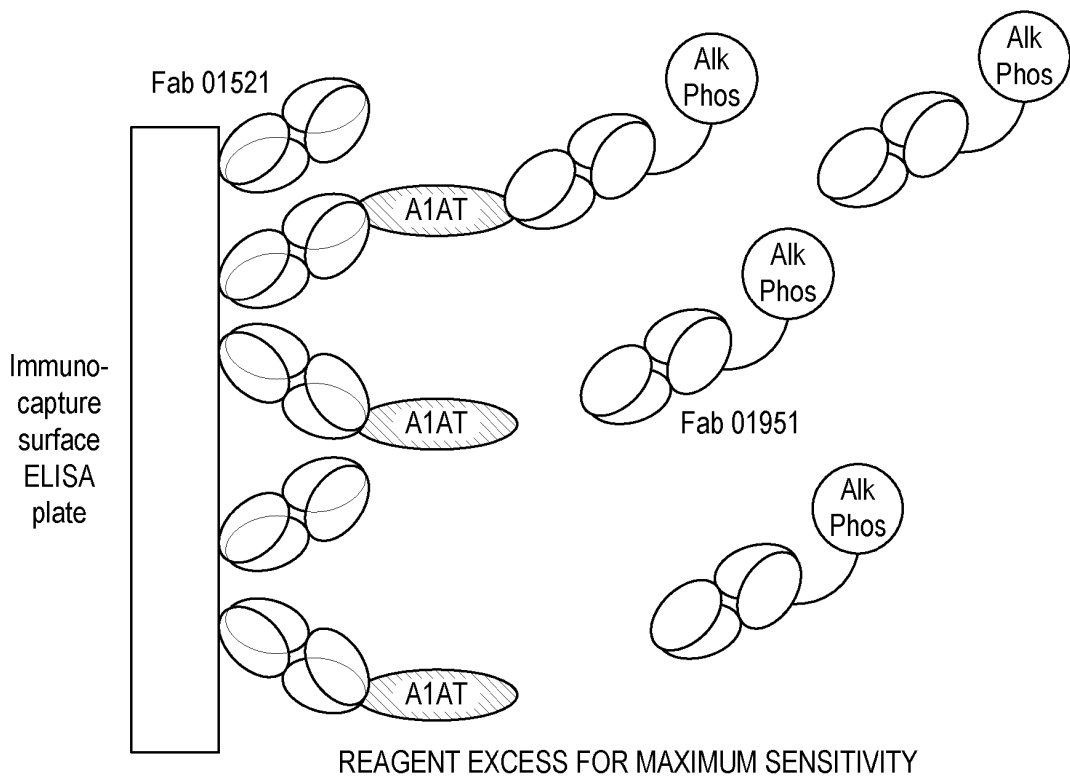 Fab 01521
Alk
Phos
Alk
Phos
A1AT
Alk
Phos
Immuno-
capture
surface
ELISA
plate
A1AT
Fab 01951
Alk
Phos
A1AT
REAGENT EXCESS FOR MAXIMUM SENSITIVITY